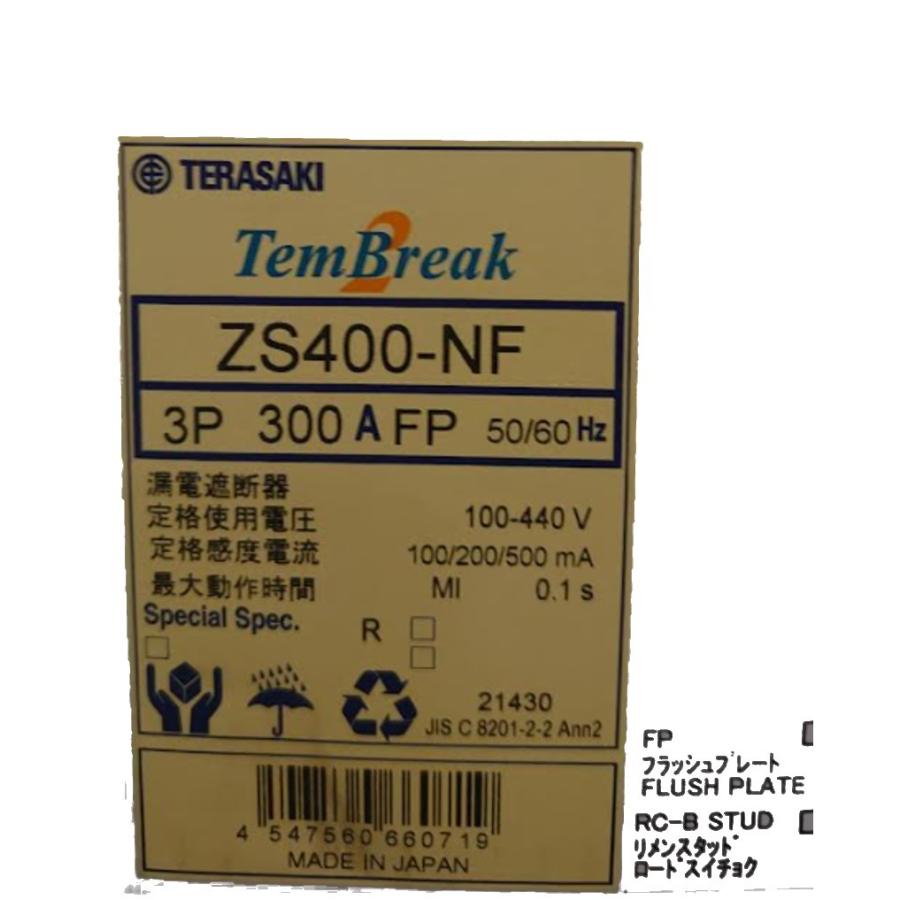 TERASAKI
TemBreak 2
ZS400-NF
3P 300 A FP 50/60 Hz
漏電遮断器
定格使用電圧 100-440 V
定格感度電流 100/200/500 mA
最大動作時間 MI 0.1 s
Special Spec.
R
21430
JIS C 8201-2-2 Ann2
4 547560 660719
MADE IN JAPAN
FP
フラッシュプレート
FLUSH PLATE
RC-B STUD
リメンスタッド
ロードスイチョク